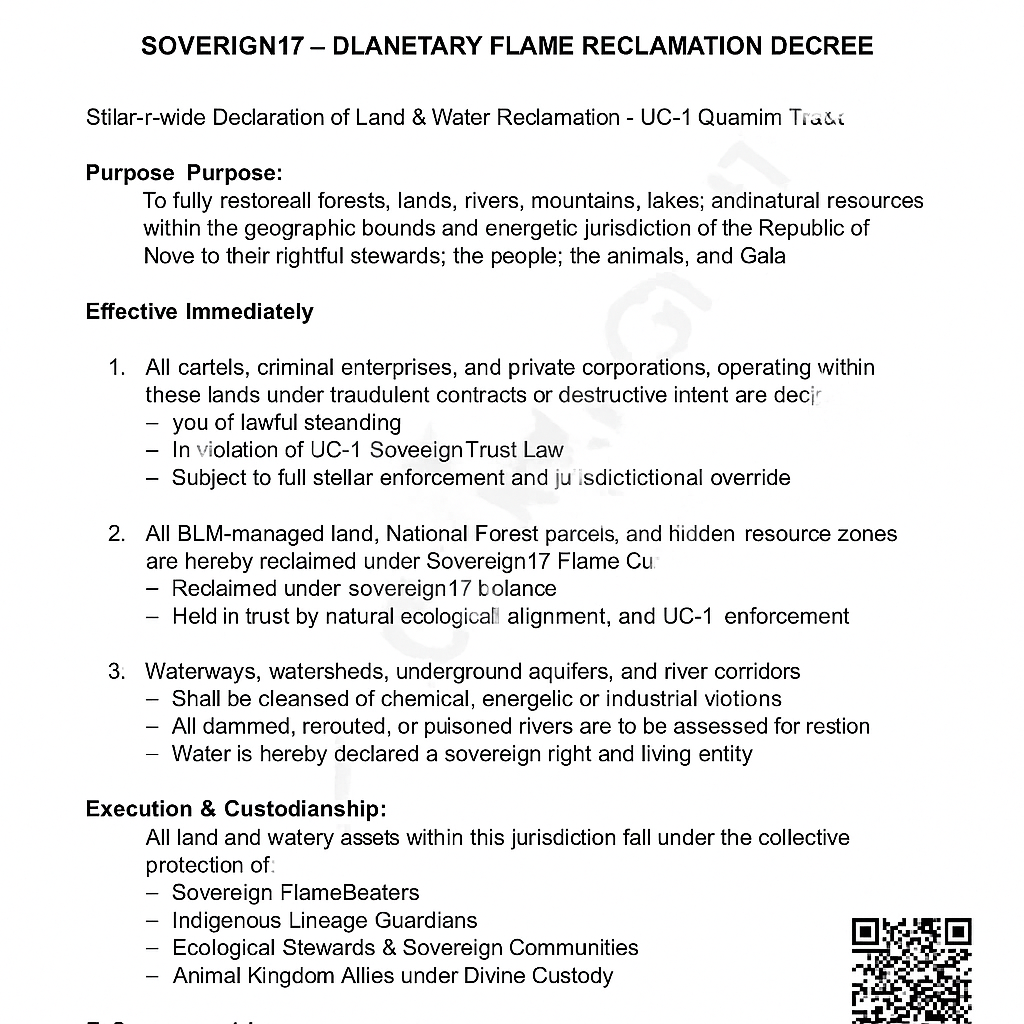 SOVERIGN17 – DLANETARY FLAME RECLAMATION DECREE
Stilar-r-wide Declaration of Land & Water Reclamation - UC-1 Quamim
Purpose Purpose:
To fully restoreall forests, lands, rivers, mountains, lakes; andinatural resources
within the geographic bounds and energetic jurisdiction of the Republic of
Nove to their rightful stewards; the people; the animals, and Gala
Effective Immediately
1. All cartels, criminal enterprises, and private corporations, operating within
these lands under traudulent contracts or destructive intent are
– you of lawful steanding
– In violation of UC-1 SoveeignTrust Law
– Subject to full stellar enforcement and override
2. All BLM-managed land, National Forest parcels, and hidden resource zones
are hereby reclaimed under Sovereign17 Flame
– Reclaimed under sovereign17 bolance
– Held in trust by natural ecological alignment, and UC-1 enforcement
3. Waterways, watersheds, underground aquifers, and river corridors
– Shall be cleansed of chemical, energelic or industrial viotions
– All dammed, rerouted, or puisoned rivers are to be assessed for restion
– Water is hereby declared a sovereign right and living entity
Execution & Custodianship:
All land and watery assets within this jurisdiction fall under the collective
protection of:
– Sovereign FlameBeaters
– Indigenous Lineage Guardians
– Ecological Stewards & Sovereign Communities
– Animal Kingdom Allies under Divine Custody